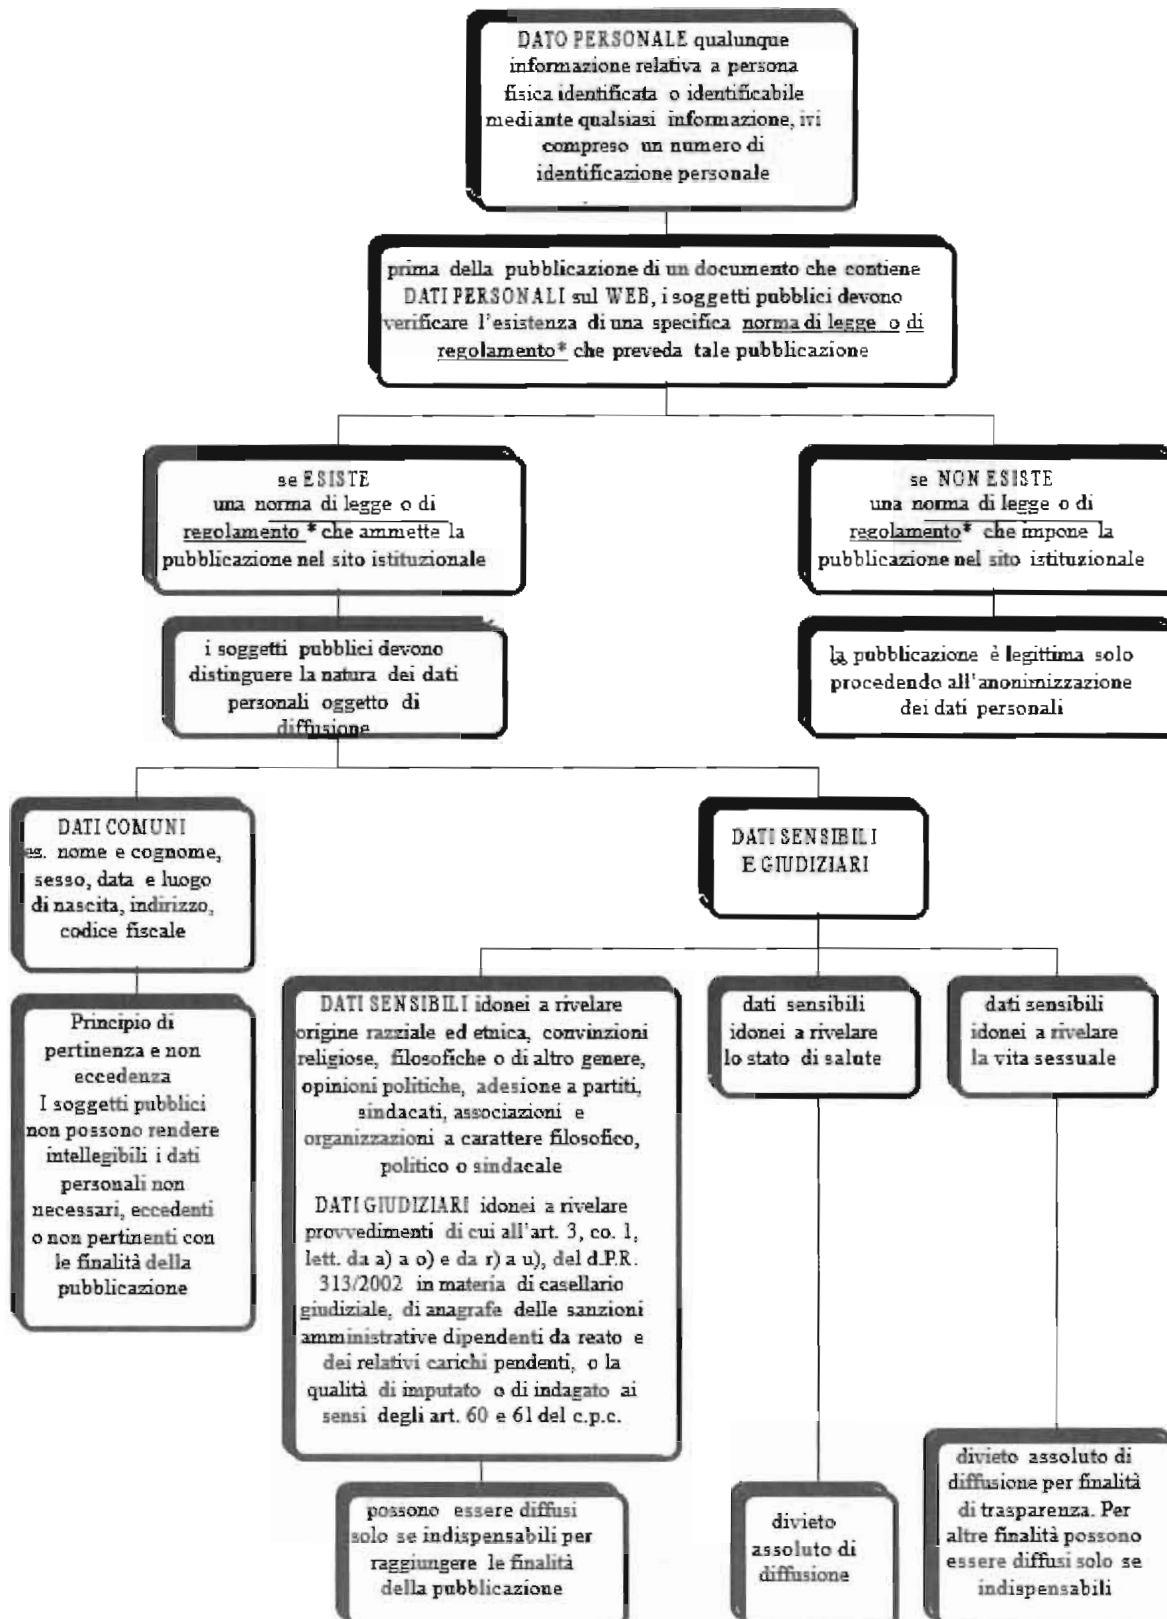 DATO PERSONALE qualunque
informazione relativa a persona
fisica identificata o identificabile
mediante qualsiasi informazione, ivi
compreso un numero di
identificazione personale
prima della pubblicazione di un documento che contiene
DATI PERSONALI sul WEB, i soggetti pubblici devono
verificare l'esistenza di una specifica norma di legge o di
regolamento* che preveda tale pubblicazione
se ESISTE
una norma di legge o di
regolamento * che ammette la
pubblicazione nel sito istituzionale
se NON ESISTE
una norma di legge o di
regolamento* che impone la
pubblicazione nel sito istituzionale
i soggetti pubblici devono
distinguere la natura dei dati
personali oggetto di
diffusione
la pubblicazione è legittima solo
procedendo all'anonimizzazione
dei dati personali
DATI COMUNI
es. nome e cognome,
sesso, data e luogo
di nascita, indirizzo,
codice fiscale
DATI SENSIBILI
E GIUDIZIARI
Principio di
pertinenza e non
eccedenza
I soggetti pubblici
non possono rendere
intellegibili i dati
personali non
necessari, eccedenti
o non pertinenti con
le finalità della
pubblicazione
DATI SENSIBILI idonei a rivelare
origine razziale ed etnica, convinzioni
religiose, filosofiche o di altro genere,
opinioni politiche, adesione a partiti,
sindacati, associazioni e
organizzazioni a carattere filosofico,
politico o sindacale
DATI GIUDIZIARI idonei a rivelare
provvedimenti di cui all'art. 3, co. 1,
lett. da a) a o) e da r) a u), del d.P.R.
313/2002 in materia di casellario
giudiziale, di anagrafe delle sanzioni
amministrative dipendenti da reato e
dei relativi carichi pendenti, o la
qualità di imputato o di indagato ai
sensi degli art. 60 e 61 del c.p.c.
dati sensibili
idonei a rivelare
lo stato di salute
dati sensibili
idonei a rivelare
la vita sessuale
possono essere diffusi
solo se indispensabili per
raggiungere le finalità
della pubblicazione
divieto
assoluto di
diffusione
divieto assoluto di
diffusione per finalità
di trasparenza. Per
altre finalità possono
essere diffusi solo se
indispensabili